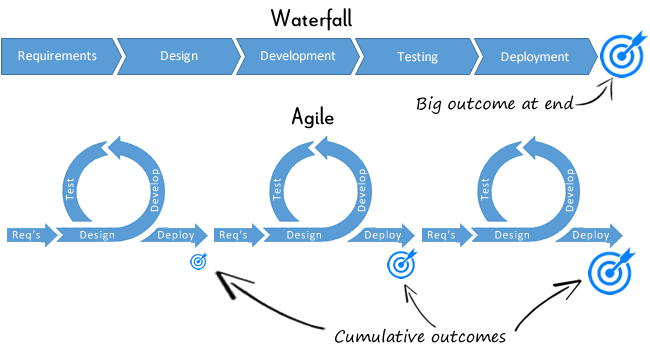 Waterfall
Requirements Design Development Testing Deployment
Big outcome at end
Agile
Test Develop Test Develop Test Develop
Req's Design Deploy Req's Design Deploy Req's Design Deploy
Cumulative outcomes